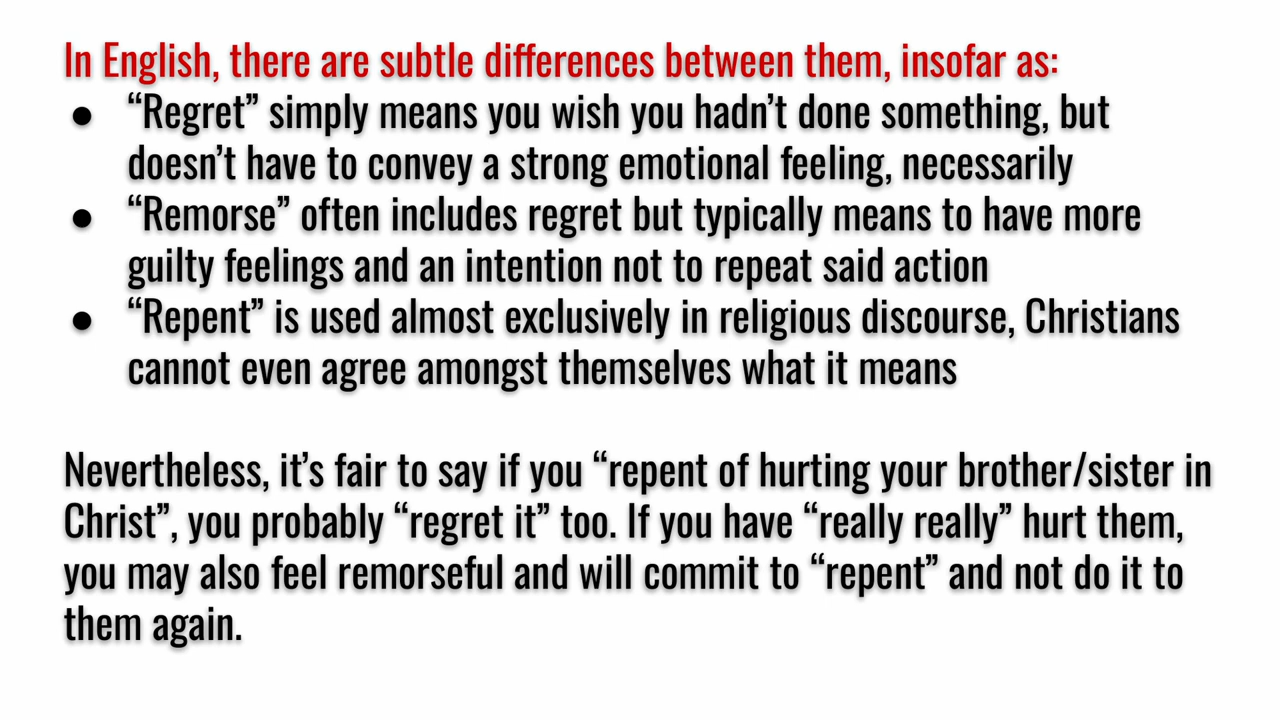 In English, there are subtle differences between them, insofar as:
● “Regret” simply means you wish you hadn’t done something, but
doesn’t have to convey a strong emotional feeling, necessarily
● “Remorse” often includes regret but typically means to have more
guilty feelings and an intention not to repeat said action
● “Repent” is used almost exclusively in religious discourse, Christians
cannot even agree amongst themselves what it means
Nevertheless, it’s fair to say if you “repent of hurting your brother/sister in
Christ”, you probably “regret it” too. If you have “really really” hurt them,
you may also feel remorseful and will commit to “repent” and not do it to
them again.